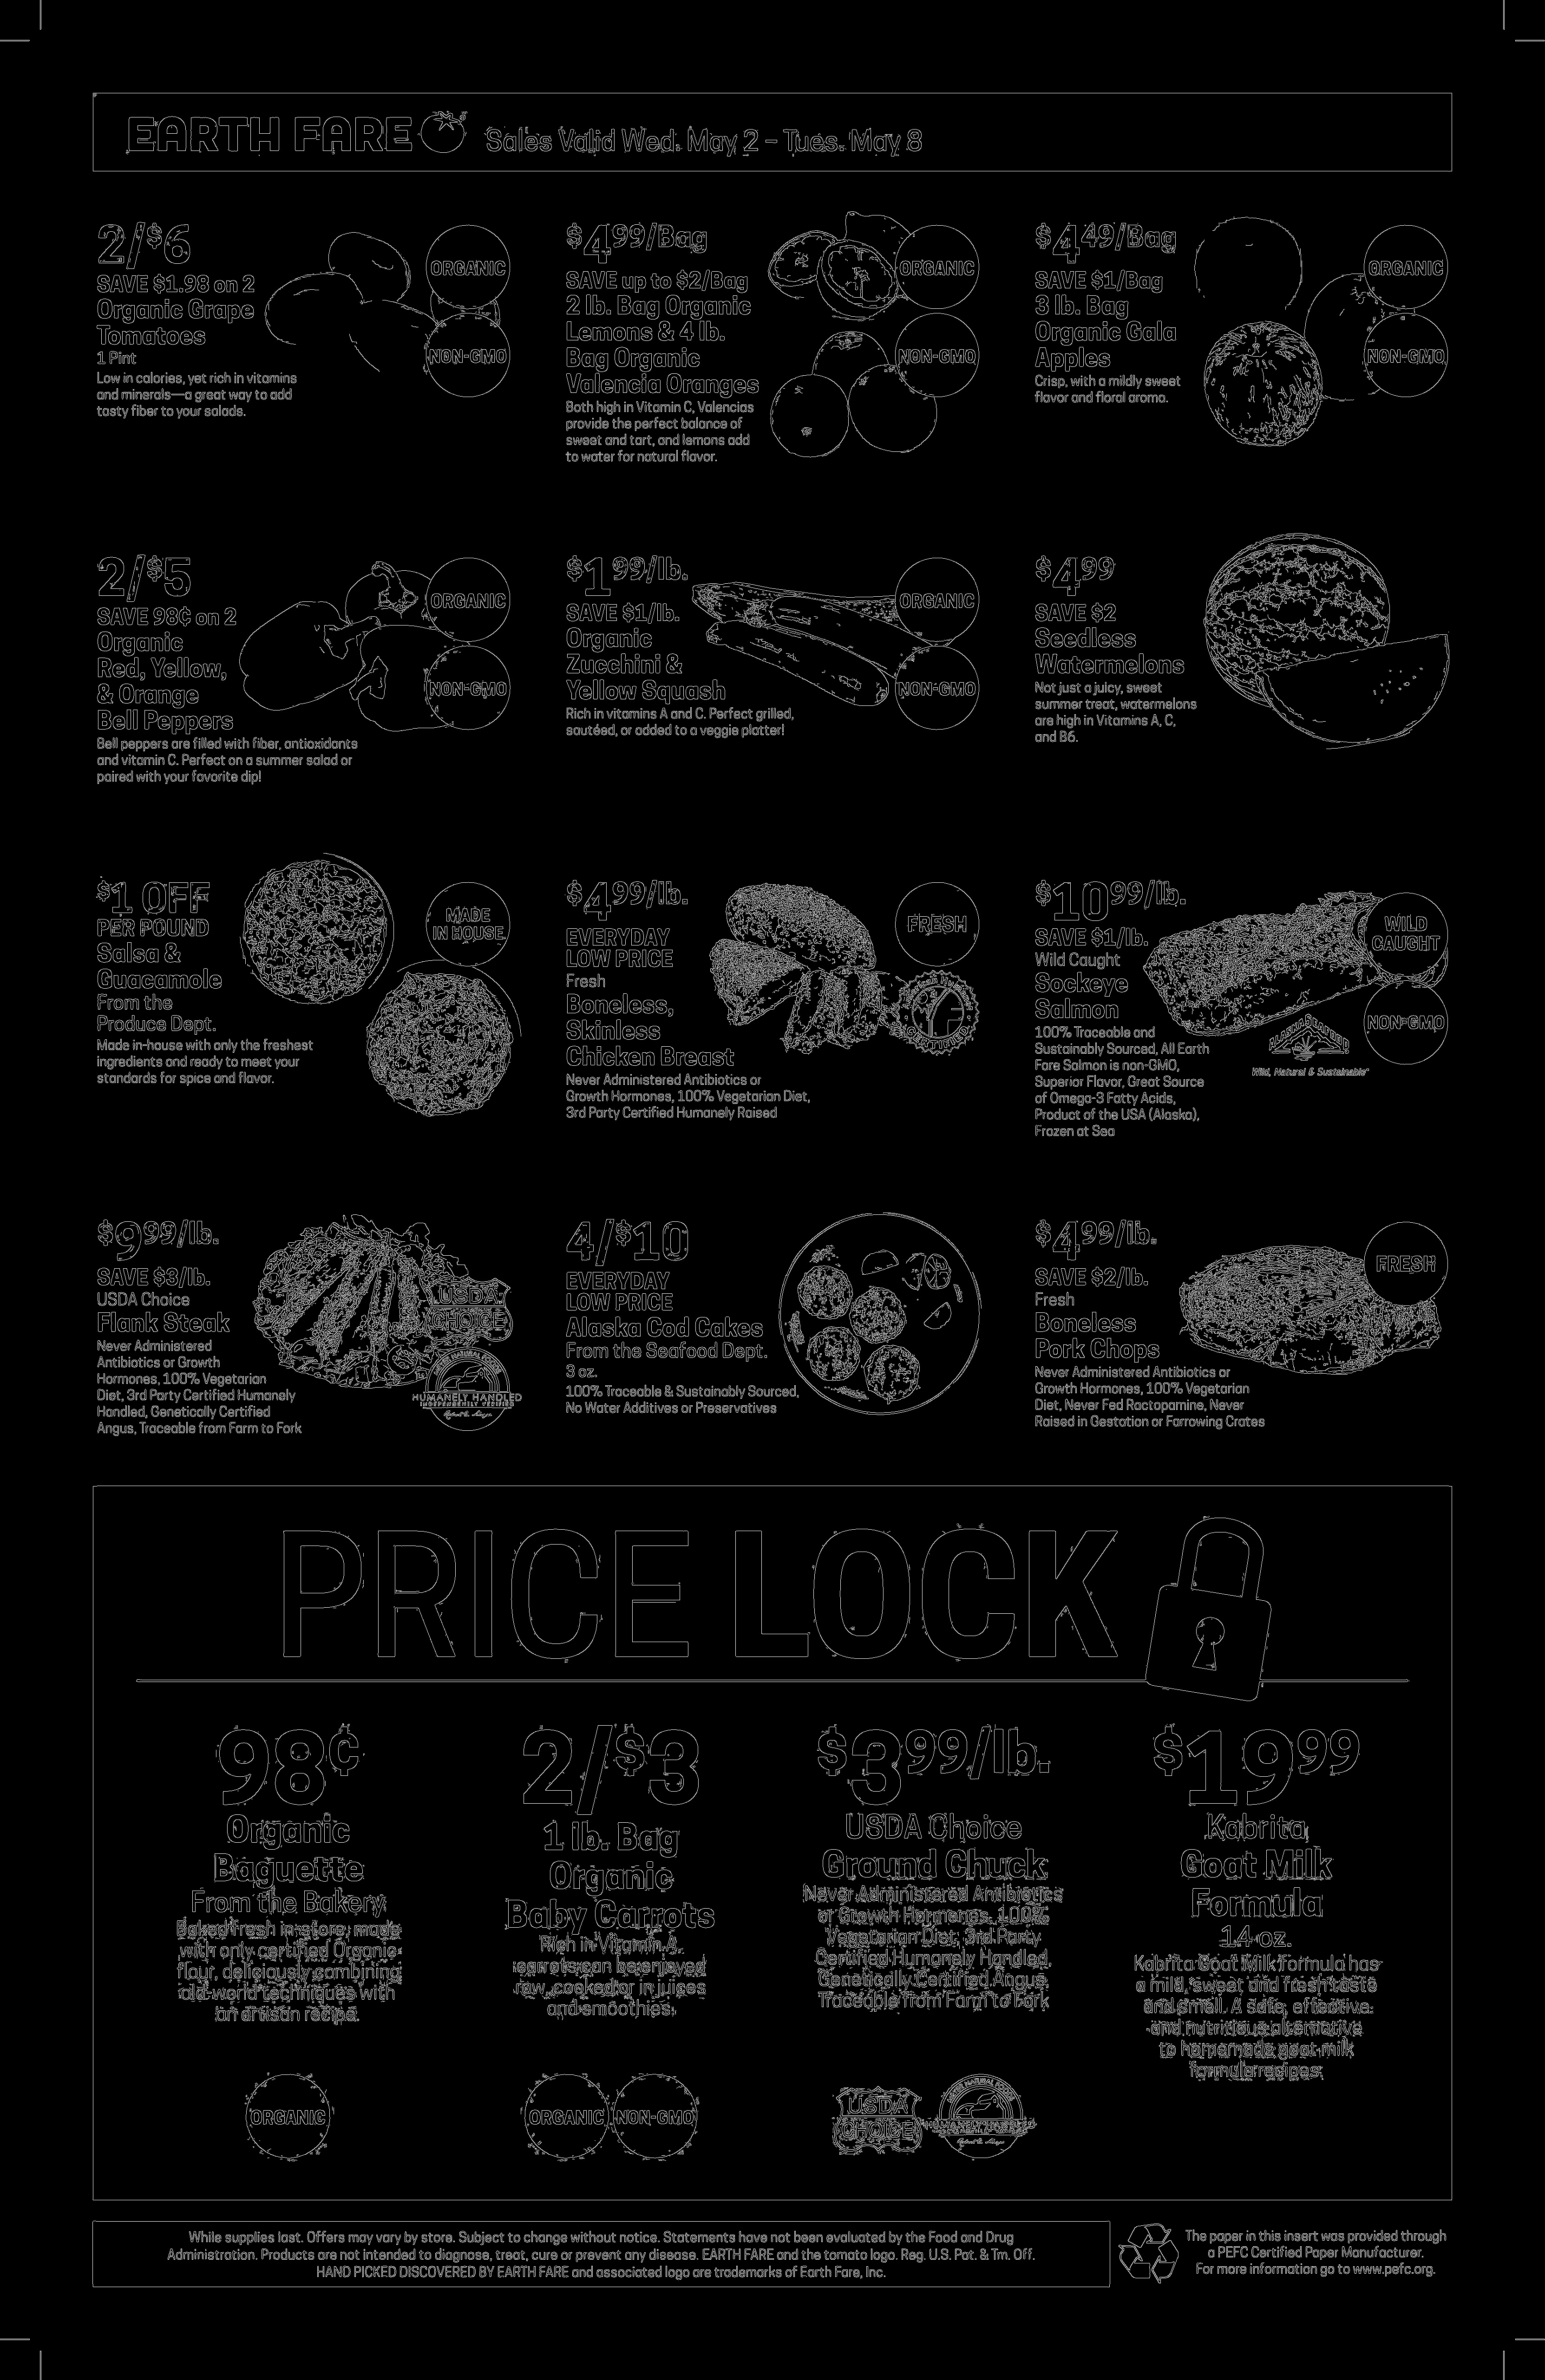 EARTH FARE Sales Valid Wed. May 2 – Tues. May 8
2/$6
SAVE $1.98 on 2
Organic Grape
Tomatoes
1 Pint
Low in calories, yet rich in vitamins
and minerals—a great way to add
tasty fiber to your salads.
ORGANIC
NON-GMO
$4 99/Bag
SAVE up to $2/Bag
2 lb. Bag Organic
Lemons & 4 lb.
Bag Organic
Valencia Oranges
Both high in Vitamin C, Valencias
provide the perfect balance of
sweet and tart, and lemons add
to water for natural flavor.
ORGANIC
NON-GMO
$4 49/Bag
SAVE $1/Bag
3 lb. Bag
Organic Gala
Apples
Crisp, with a mildly sweet
flavor and floral aroma.
ORGANIC
NON-GMO
2/$5
SAVE 98¢ on 2
Organic
Red, Yellow,
& Orange
Bell Peppers
Bell peppers are filled with fiber, antioxidants
and vitamin C. Perfect on a summer salad or
paired with your favorite dip!
ORGANIC
NON-GMO
$1 99/lb.
SAVE $1/lb.
Organic
Zucchini &
Yellow Squash
Rich in vitamins A and C. Perfect grilled,
sautéed, or added to a veggie platter!
ORGANIC
NON-GMO
$4 99
SAVE $2
Seedless
Watermelons
Not just a juicy, sweet
summer treat, watermelons
are high in Vitamins A, C,
and B6.
$1 OFF
PER POUND
Salsa &
Guacamole
From the
Produce Dept.
Made in-house with only the freshest
ingredients and ready to meet your
standards for spice and flavor.
MADE
IN HOUSE
$4 99/lb.
EVERYDAY
LOW PRICE
Fresh
Boneless,
Skinless
Chicken Breast
Never Administered Antibiotics or
Growth Hormones, 100% Vegetarian Diet,
3rd Party Certified Humanely Raised
FRESH
$10 99/lb.
SAVE $1/lb.
Wild Caught
Sockeye
Salmon
100% Traceable and
Sustainably Sourced, All Earth
Fare Salmon is non-GMO,
Superior Flavor, Great Source
of Omega-3 Fatty Acids,
Product of the USA (Alaska),
Frozen at Sea
WILD
CAUGHT
NON-GMO
Wild, Natural & Sustainable
$9 99/lb.
SAVE $3/lb.
USDA Choice
Flank Steak
Never Administered
Antibiotics or Growth
Hormones, 100% Vegetarian
Diet, 3rd Party Certified Humanely
Handled, Genetically Certified
Angus, Traceable from Farm to Fork
USDA
CHOICE
HUMANELY HANDLED
INDEPENDENTLY VERIFIED
4/$10
EVERYDAY
LOW PRICE
Alaska Cod Cakes
From the Seafood Dept.
3 oz.
100% Traceable & Sustainably Sourced,
No Water Additives or Preservatives
$4 99/lb.
SAVE $2/lb.
Fresh
Boneless
Pork Chops
Never Administered Antibiotics or
Growth Hormones, 100% Vegetarian
Diet, Never Fed Ractopamine, Never
Raised in Gestation or Farrowing Crates
FRESH
PRICE LOCK
98¢
Organic
Baguette
From the Bakery
Baked fresh in-store, made
with only certified Organic
flour, deliciously combining
old-world techniques with
an artisan recipe.
ORGANIC
2/$3
1 lb. Bag
Organic
Baby Carrots
Rich in Vitamin A,
carrots can be enjoyed
raw, cooked or in juices
and smoothies.
ORGANIC
NON-GMO
$3 99/lb.
USDA Choice
Ground Chuck
Never Administered Antibiotics
or Growth Hormones, 100%
Vegetarian Diet, 3rd Party
Certified Humanely Handled,
Genetically Certified Angus,
Traceable from Farm to Fork
USDA
CHOICE
HUMANELY HANDLED
$19 99
Kabrita
Goat Milk
Formula
14 oz.
Kabrita Goat Milk formula has
a mild, sweet and fresh taste
and smell. A safe, effective
and nutritious alternative
to homemade goat milk
formula recipes.
While supplies last. Offers may vary by store. Subject to change without notice. Statements have not been evaluated by the Food and Drug
Administration. Products are not intended to diagnose, treat, cure or prevent any disease. EARTH FARE and the tomato logo. Reg. U.S. Pat. & Tm. Off.
HAND PICKED DISCOVERED BY EARTH FARE and associated logo are trademarks of Earth Fare, Inc.
The paper in this insert was provided through
a PEFC Certified Paper Manufacturer.
For more information go to www.pefc.org.